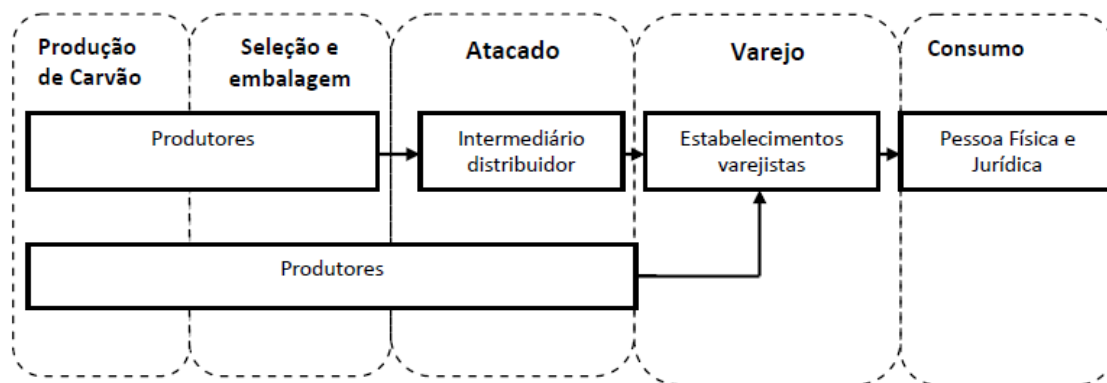 Produção
de Carvão
Seleção e
embalagem
Atacado
Varejo
Consumo
Produtores
Intermediário
distribuidor
Estabelecimentos
varejistas
Pessoa Física e
Jurídica
Produtores